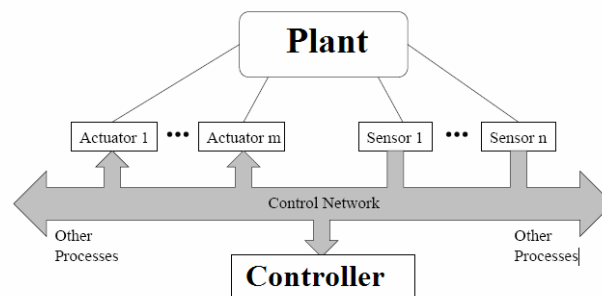 Plant
Actuator 1 ••• Actuator m Sensor 1 ••• Sensor n
Control Network
Other
Processes
Other
Processes
Controller